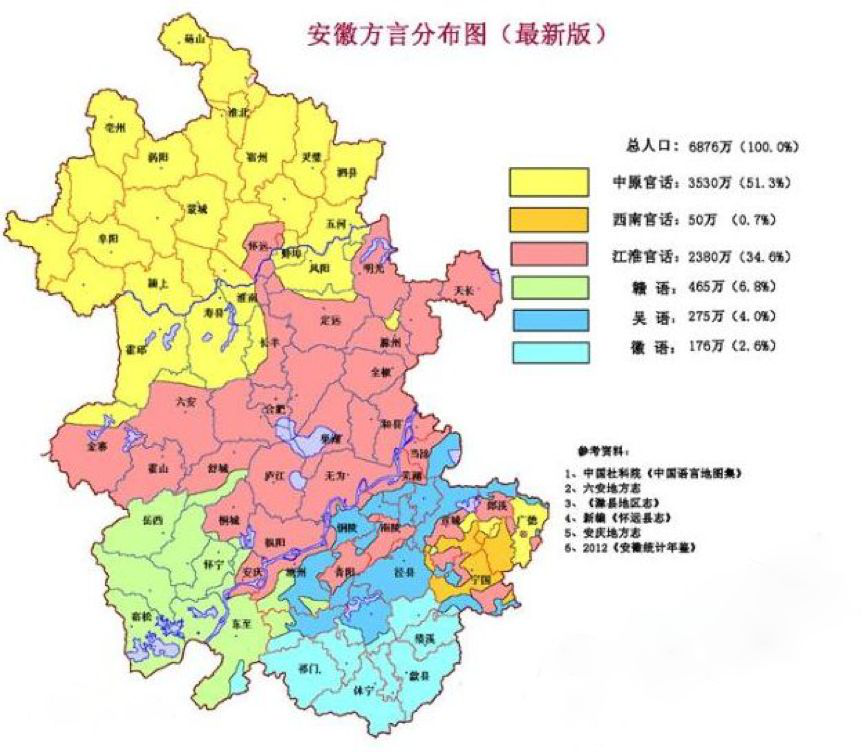 安徽方言分布图（最新版）
总人口：6876万（100.0%）
中原官话：3530万（51.3%）
西南官话：50万（0.7%）
江淮官话：2380万（34.6%）
赣语：465万（6.8%）
吴语：275万（4.0%）
徽语：176万（2.6%）
参考资料：
1、中国社科院《中国语言地图集》
2、六安地方志
3、《滁县地区志》
4、新编《怀远县志》
5、安庆地方志
6、2012《安徽统计年鉴》
砀山
淮北
亳州
涡阳
宿州
灵璧
泗县
蒙城
五河
阜阳
怀远
蚌埠
凤阳
明光
颍上
淮南
天长
寿县
定远
霍邱
长丰
滁州
全椒
六安
合肥
和县
巢湖
金寨
当涂
霍山
舒城
庐江
无为
芜湖
岳西
桐城
铜陵
南陵
宣城
郎溪
广德
枞阳
怀宁
安庆
池州
青阳
泾县
宁国
宿松
东至
绩溪
祁门
休宁
歙县